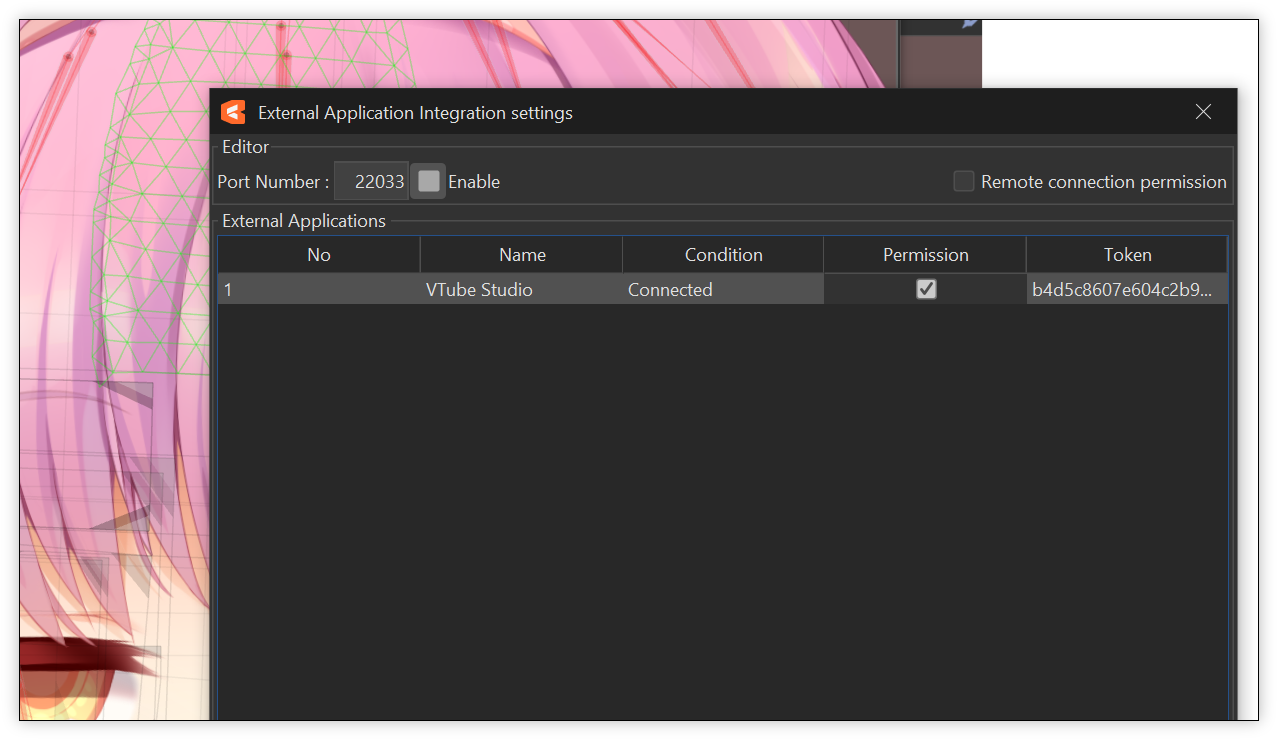 External Application Integration settings
Editor
Port Number : 22033 Enable Remote connection permission
External Applications
No Name Condition Permission Token
1 VTube Studio Connected b4d5c8607e604c2b9...